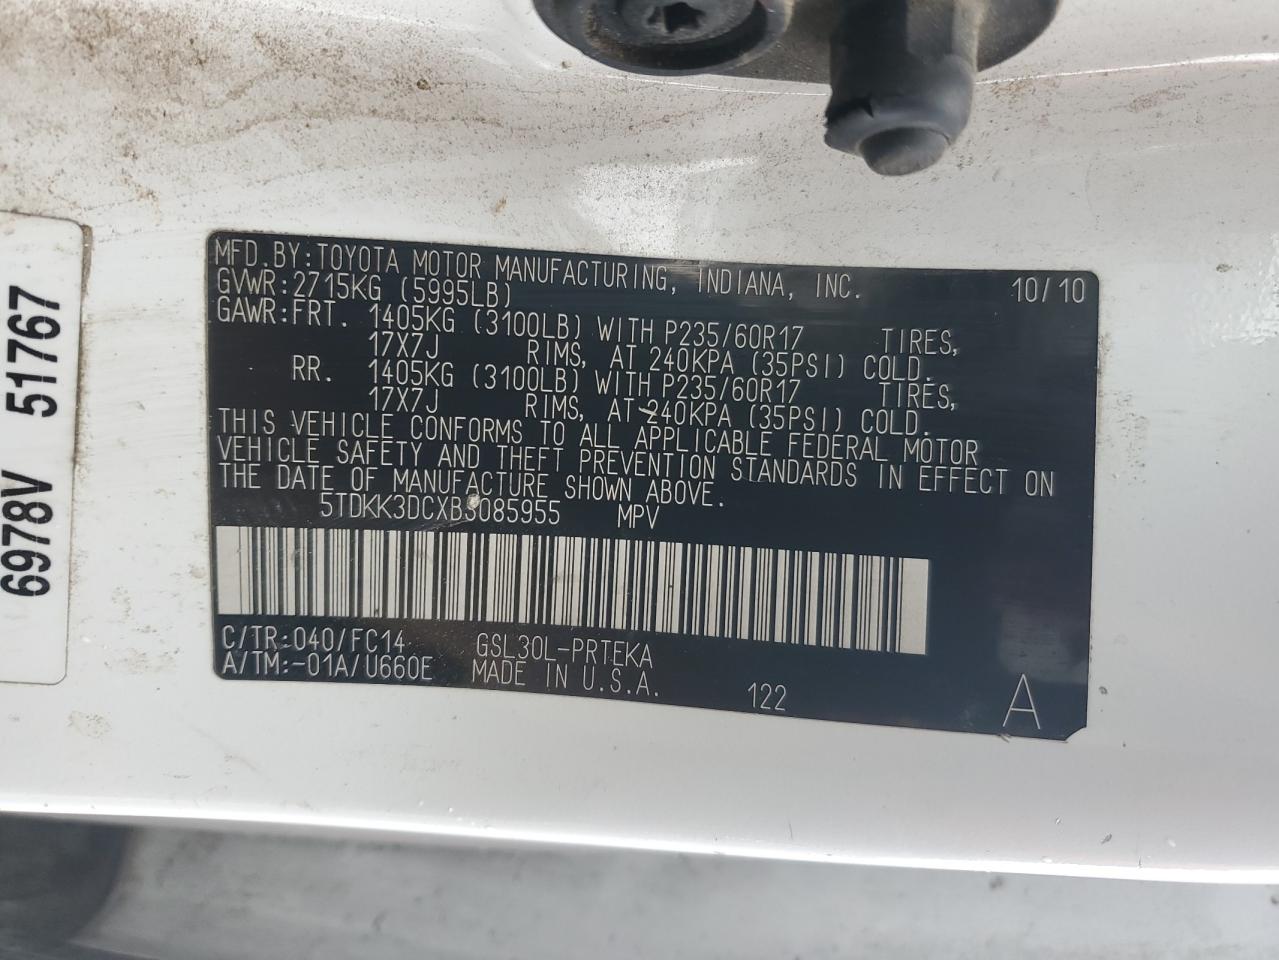 MFD.BY:TOYOTA MOTOR MANUFACTURING, INDIANA, INC. 10/10
GVWR:2715KG (5995LB)
GAWR:FRT. 1405KG (3100LB) WITH P235/60R17 TIRES,
17X7J RIMS, AT 240KPA (35PSI) COLD.
RR. 1405KG (3100LB) WITH P235/60R17 TIRES,
17X7J RIMS, AT 240KPA (35PSI) COLD.
THIS VEHICLE CONFORMS TO ALL APPLICABLE FEDERAL MOTOR
VEHICLE SAFETY AND THEFT PREVENTION STANDARDS IN EFFECT ON
THE DATE OF MANUFACTURE SHOWN ABOVE.
5TDKK3DCXBS085955 MPV
C/TR:040/FC14 GSL30L-PRTEKA
A/TM:-01A/U660E MADE IN U.S.A. 122 A
6978V 51767